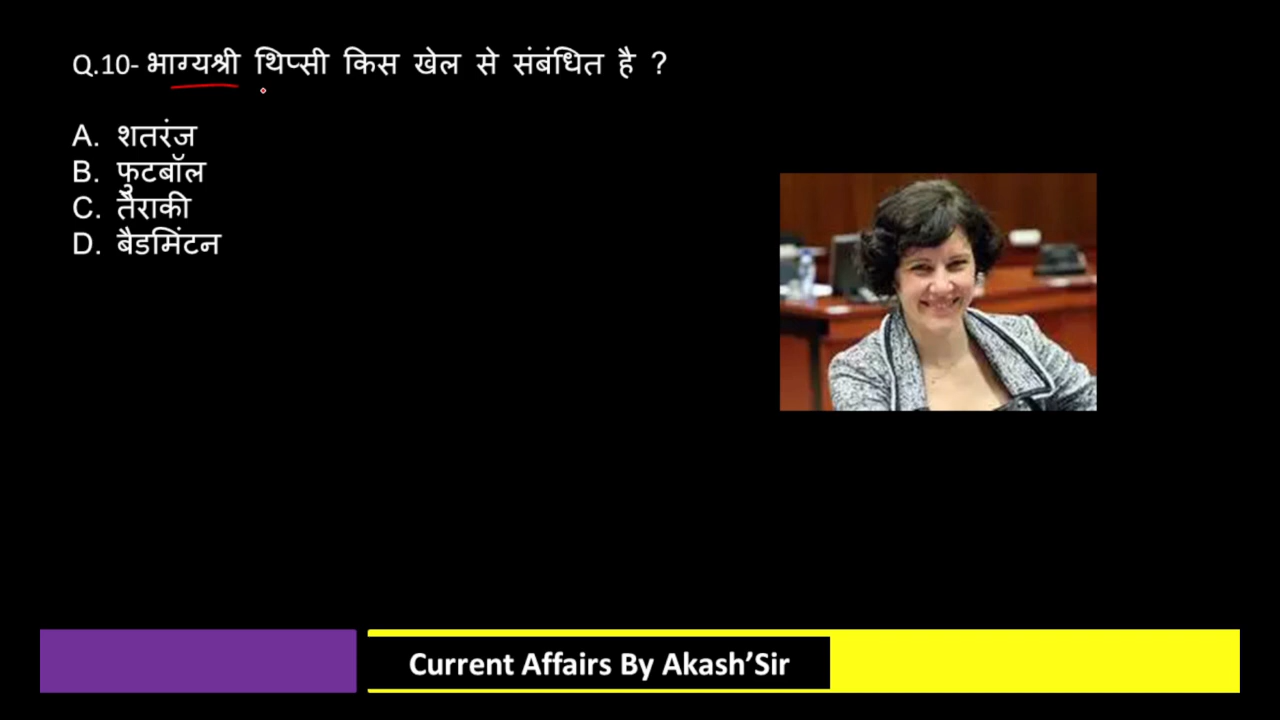 Q.10- भाग्यश्री थिप्सी किस खेल से संबंधित है ?
A. शतरंज
B. फुटबॉल
C. तैराकी
D. बैडमिंटन
Current Affairs By Akash’Sir